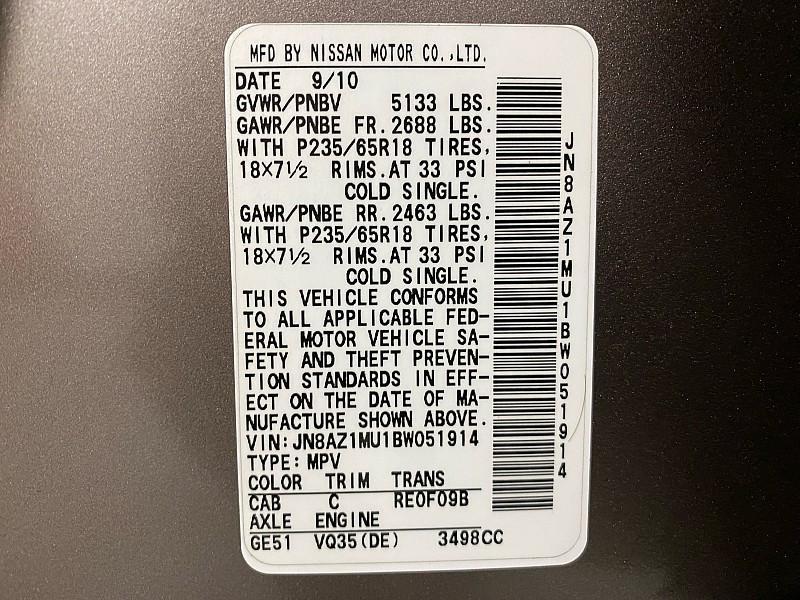 MFD BY NISSAN MOTOR CO.,LTD.
DATE 9/10
GVWR/PNBV 5133 LBS.
GAWR/PNBE FR.2688 LBS.
WITH P235/65R18 TIRES,
18×7½ RIMS.AT 33 PSI
COLD SINGLE.
GAWR/PNBE RR.2463 LBS.
WITH P235/65R18 TIRES,
18×7½ RIMS.AT 33 PSI
COLD SINGLE.
THIS VEHICLE CONFORMS
TO ALL APPLICABLE FED-
ERAL MOTOR VEHICLE SA-
FETY AND THEFT PREVEN-
TION STANDARDS IN EFF-
ECT ON THE DATE OF MA-
NUFACTURE SHOWN ABOVE.
VIN:JN8AZ1MU1BW051914
TYPE:MPV
COLOR TRIM TRANS
CAB C RE0F09B
AXLE ENGINE
GE51 VQ35(DE) 3498CC
JN8AZ1MU1BW051914